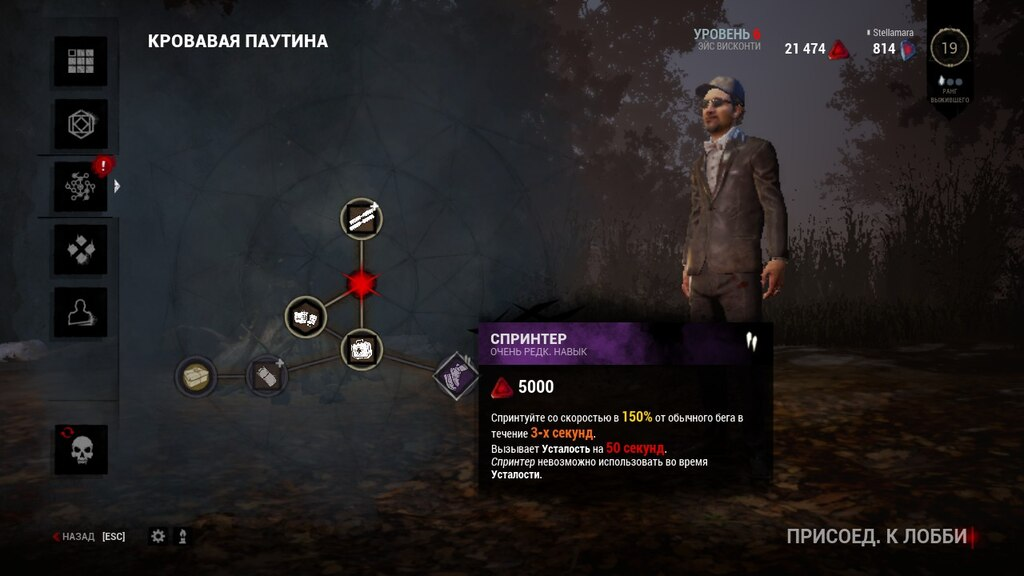 КРОВАВАЯ ПАУТИНА
УРОВЕНЬ 6
ЭЙС ВИСКОНТИ
21 474
Stellamara
814
19
РАНГ
ВЫЖИВШЕГО
!
СПРИНТЕР
ОЧЕНЬ РЕДК. НАВЫК
5000
Спринтуйте со скоростью в 150% от обычного бега в
течение 3-х секунд.
Вызывает Усталость на 50 секунд.
Спринтер невозможно использовать во время
Усталости.
НАЗАД [ESC]
ПРИСОЕД. К ЛОББИ